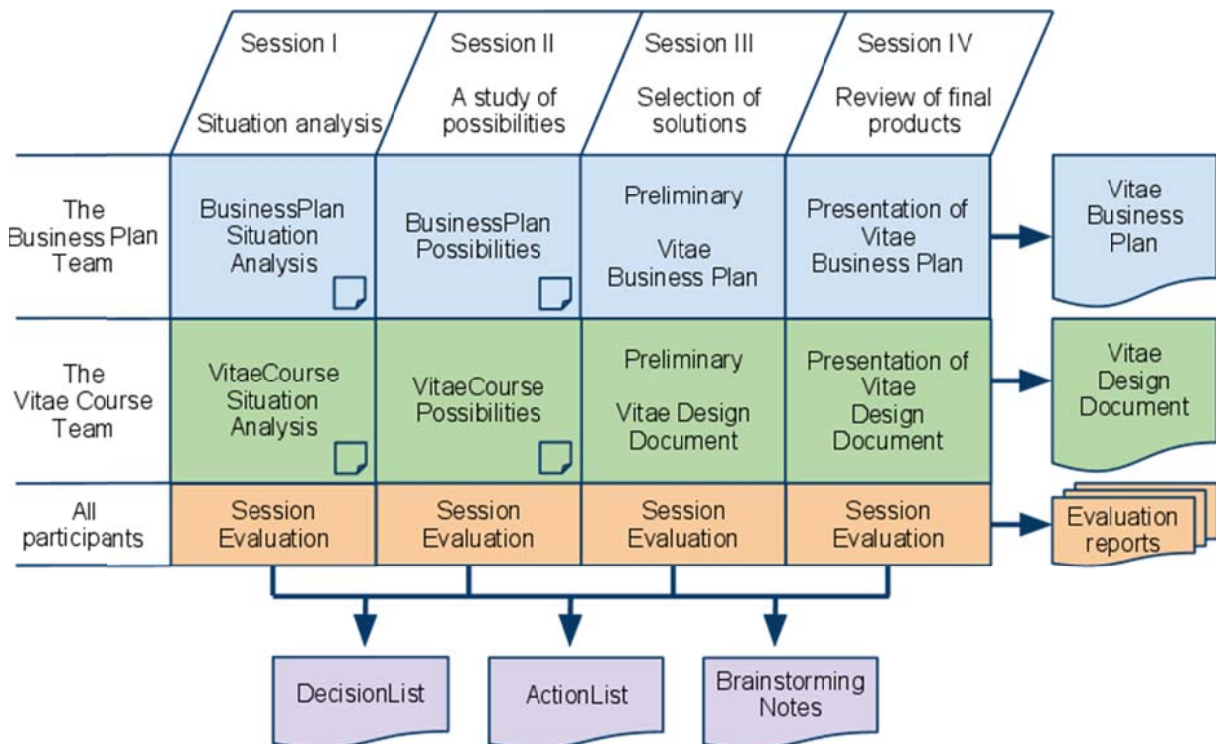 Session I
Situation analysis
Session II
A study of
possibilities
Session III
Selection of
solutions
Session IV
Review of final
products
The
Business Plan
Team
BusinessPlan
Situation
Analysis
BusinessPlan
Possibilities
Preliminary
Vitae
Business Plan
Presentation of
Vitae
Business Plan
Vitae
Business
Plan
The
Vitae Course
Team
VitaeCourse
Situation
Analysis
VitaeCourse
Possibilities
Preliminary
Vitae Design
Document
Presentation of
Vitae
Design
Document
Vitae
Design
Document
All
participants
Session
Evaluation
Session
Evaluation
Session
Evaluation
Session
Evaluation
Evaluation
reports
DecisionList
ActionList
Brainstorming
Notes